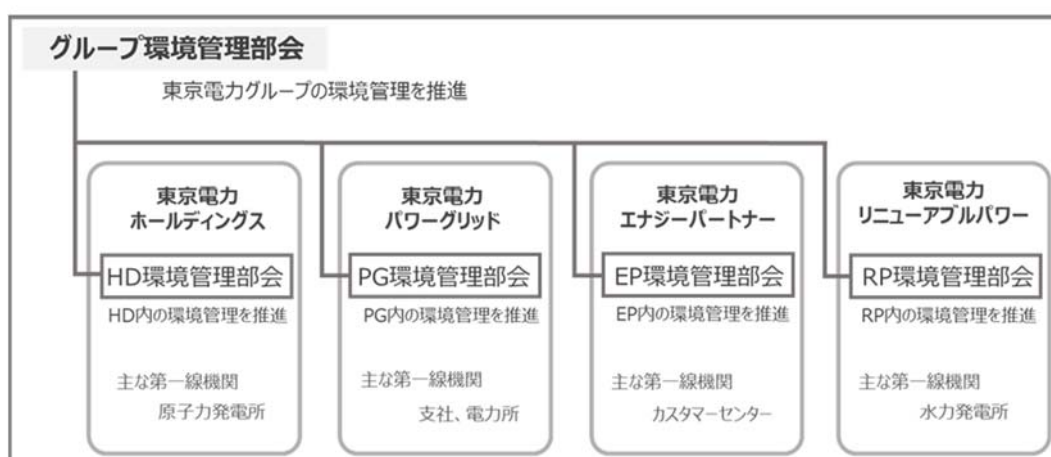 グループ環境管理部会
東京電力グループの環境管理を推進
東京電力
ホールディングス
HD環境管理部会
HD内の環境管理を推進
主な第一線機関
原子力発電所
東京電力
パワーグリッド
PG環境管理部会
PG内の環境管理を推進
主な第一線機関
支社、電力所
東京電力
エナジーパートナー
EP環境管理部会
EP内の環境管理を推進
主な第一線機関
カスタマーセンター
東京電力
リニューアブルパワー
RP環境管理部会
RP内の環境管理を推進
主な第一線機関
水力発電所